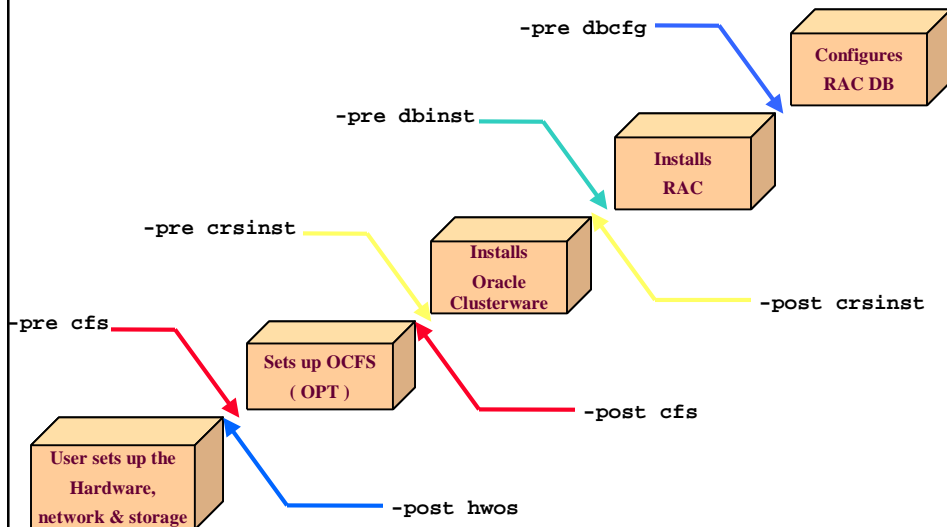 -pre dbcfg
Configures
RAC DB
-pre dbinst
Installs
RAC
-pre crsinst
Installs
Oracle
Clusterware
-post crsinst
-pre cfs
Sets up OCFS
( OPT )
-post cfs
User sets up the
Hardware,
network & storage
-post hwos